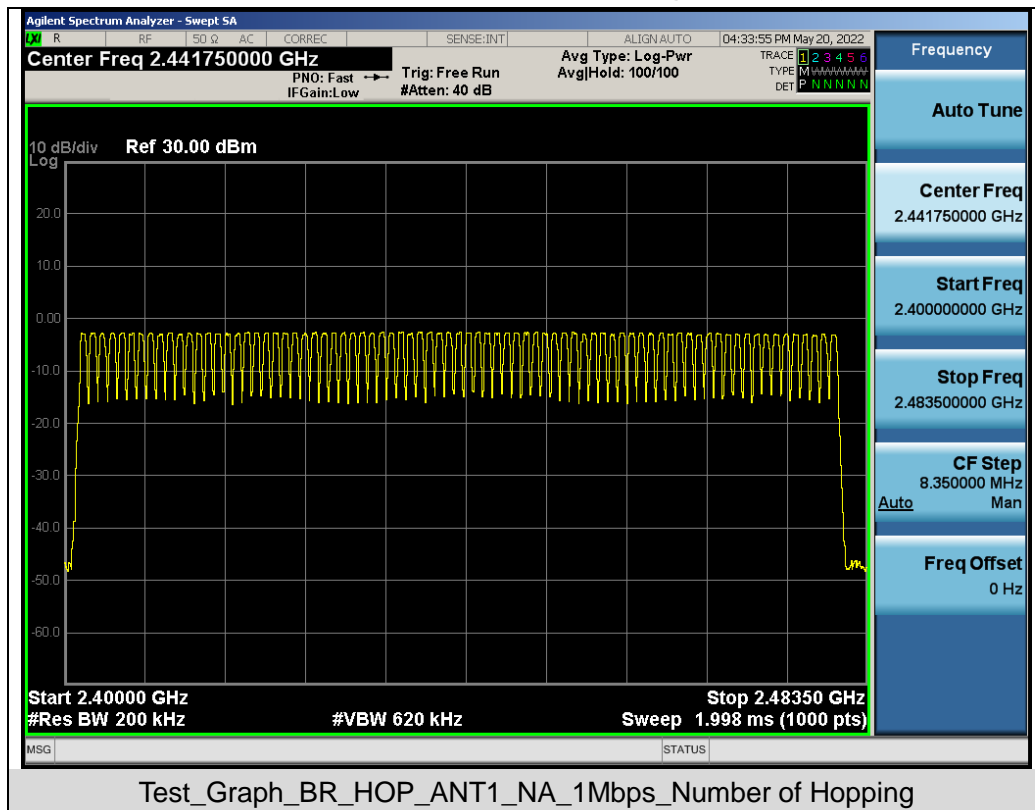 Agilent Spectrum Analyzer - Swept SA
LXI R RF 50 Ω AC CORREC SENSE:INT ALIGN AUTO 04:33:55 PM May 20, 2022
Center Freq 2.441750000 GHz
PNO: Fast
IFGain:Low
Trig: Free Run
#Atten: 40 dB
Avg Type: Log-Pwr
Avg|Hold: 100/100
TRACE 1 2 3 4 5 6
TYPE M W W W W W
DET P N N N N N
10 dB/div Ref 30.00 dBm
Log
20.0
10.0
0.00
-10.0
-20.0
-30.0
-40.0
-50.0
-60.0
Start 2.40000 GHz Stop 2.48350 GHz
#Res BW 200 kHz #VBW 620 kHz Sweep 1.998 ms (1000 pts)
MSG STATUS
Frequency
Auto Tune
Center Freq
2.441750000 GHz
Start Freq
2.400000000 GHz
Stop Freq
2.483500000 GHz
CF Step
8.350000 MHz
Auto Man
Freq Offset
0 Hz
Test_Graph_BR_HOP_ANT1_NA_1Mbps_Number of Hopping